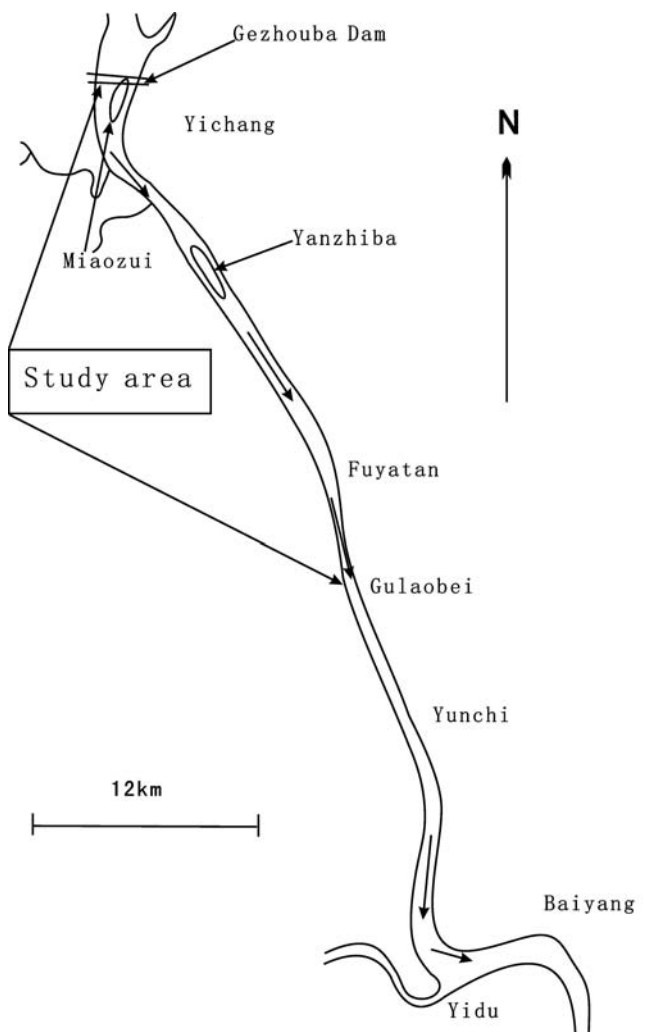 Gezhouba Dam
Yichang
N
Yanzhiba
Miaozui
Study area
Fuyatan
Gulaobei
Yunchi
12km
Baiyang
Yidu